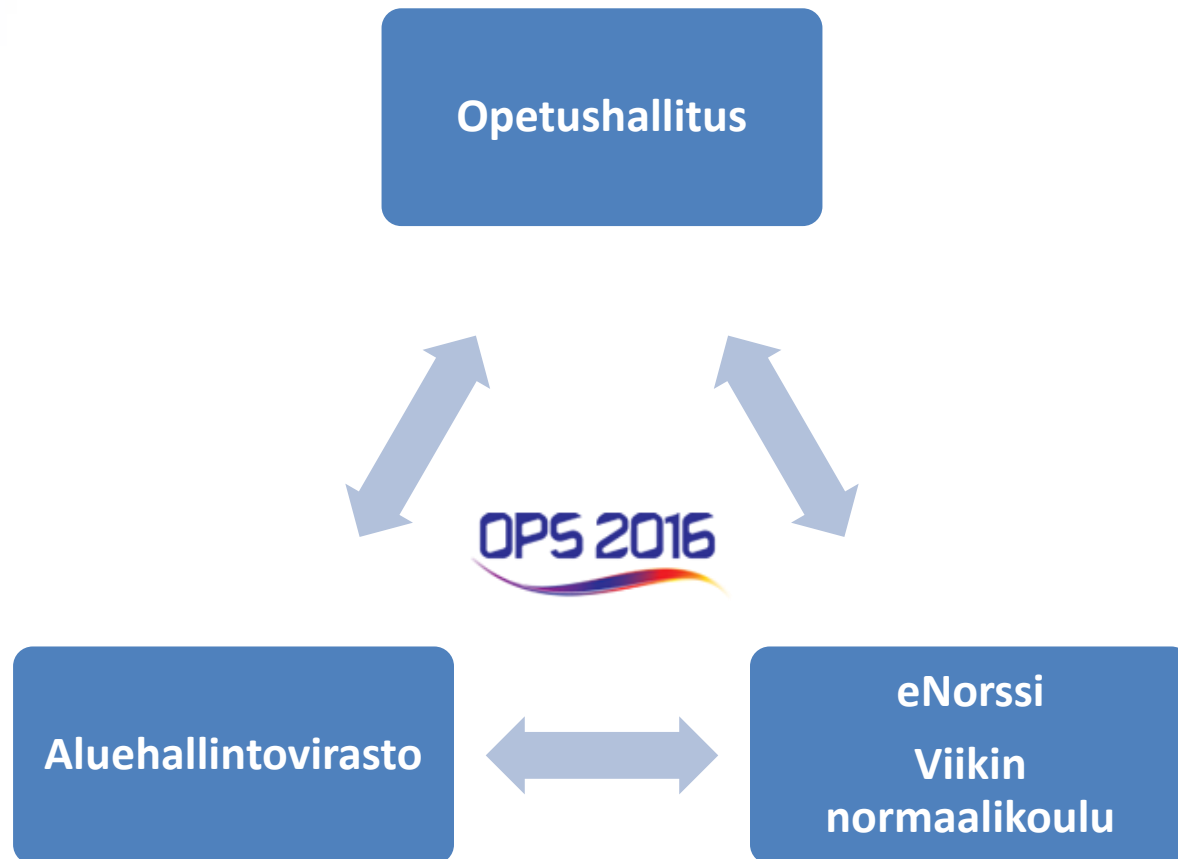 Opetushallitus
OPS 2016
Aluehallintovirasto
eNorssi
Viikin
normaalikoulu